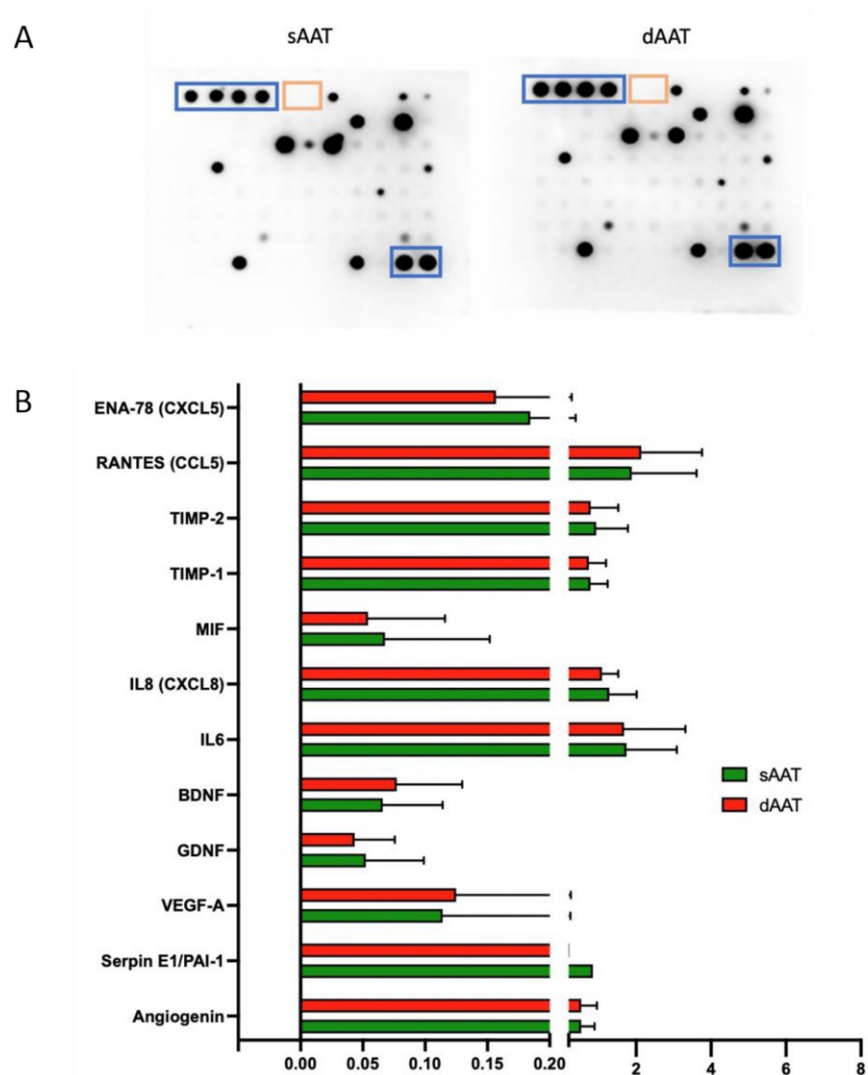 A
sAAT
dAAT
B
ENA-78 (CXCL5)
RANTES (CCL5)
TIMP-2
TIMP-1
MIF
IL8 (CXCL8)
IL6
BDNF
GDNF
VEGF-A
Serpin E1/PAI-1
Angiogenin
sAAT
dAAT
0.00 0.05 0.10 0.15 0.20 2 4 6 8